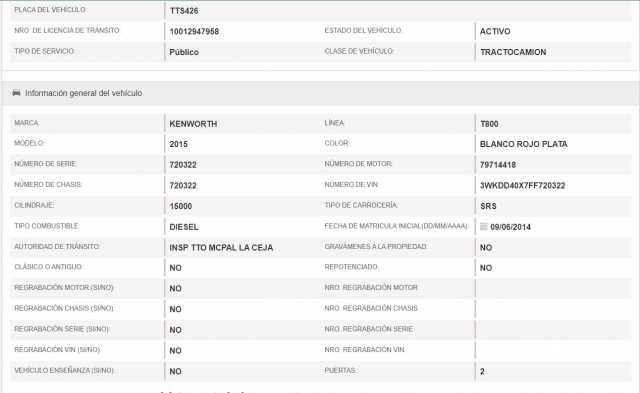 PLACA DEL VEHÍCULO: TTS426
NRO. DE LICENCIA DE TRÁNSITO: 10012947958 ESTADO DEL VEHÍCULO: ACTIVO
TIPO DE SERVICIO: Público CLASE DE VEHÍCULO: TRACTOCAMION
Información general del vehículo
MARCA: KENWORTH LÍNEA: T800
MODELO: 2015 COLOR: BLANCO ROJO PLATA
NÚMERO DE SERIE: 720322 NÚMERO DE MOTOR: 79714418
NÚMERO DE CHASIS: 720322 NÚMERO DE VIN: 3WKDD40X7FF720322
CILINDRAJE: 15000 TIPO DE CARROCERÍA: SRS
TIPO COMBUSTIBLE: DIESEL FECHA DE MATRICULA INICIAL(DD/MM/AAAA): 09/06/2014
AUTORIDAD DE TRÁNSITO: INSP TTO MCPAL LA CEJA GRAVÁMENES A LA PROPIEDAD: NO
CLÁSICO O ANTIGUO: NO REPOTENCIADO: NO
REGRABACIÓN MOTOR (SI/NO): NO NRO. REGRABACIÓN MOTOR
REGRABACIÓN CHASIS (SI/NO): NO NRO. REGRABACIÓN CHASIS
REGRABACIÓN SERIE (SI/NO): NO NRO. REGRABACIÓN SERIE
REGRABACIÓN VIN (SI/NO): NO NRO. REGRABACIÓN VIN
VEHÍCULO ENSEÑANZA (SI/NO): NO PUERTAS: 2